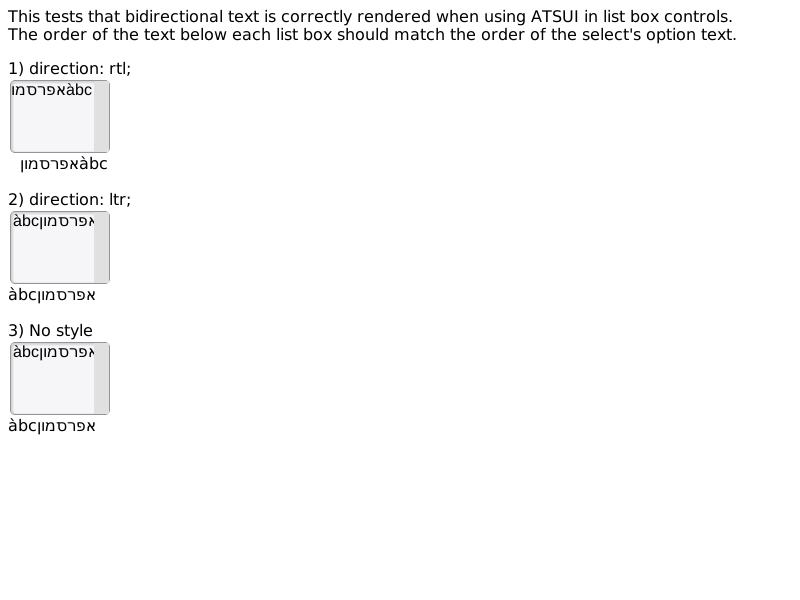 This tests that bidirectional text is correctly rendered when using ATSUI in list box controls.
The order of the text below each list box should match the order of the select's option text.
1) direction: rtl;
àbcאפרסמון
àbcאפרסמון
2) direction: ltr;
àbcאפרסמון
àbcאפרסמון
3) No style
àbcאפרסמון
àbcאפרסמון